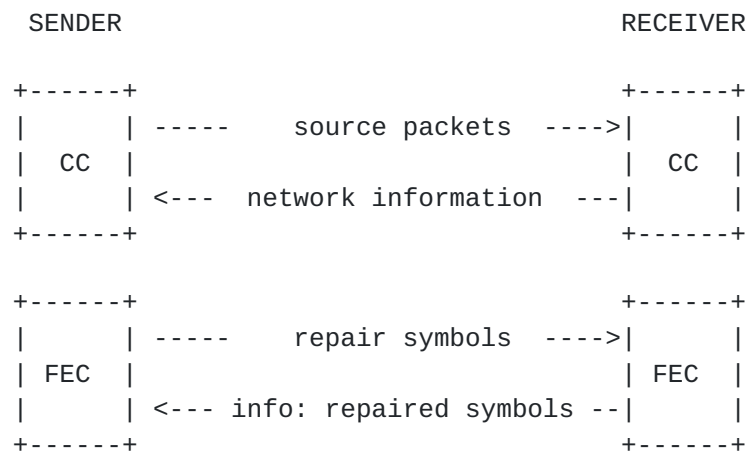 SENDER                                RECEIVER

+------+                               +------+
|      | -----    source packets  ---->|      |
|  CC  |                               |  CC  |
|      | <---  network information  ---|      |
+------+                               +------+

+------+                               +------+
|      | -----    repair symbols  ---->|      |
| FEC  |                               | FEC  |
|      | <--- info: repaired symbols --|      |
+------+                               +------+